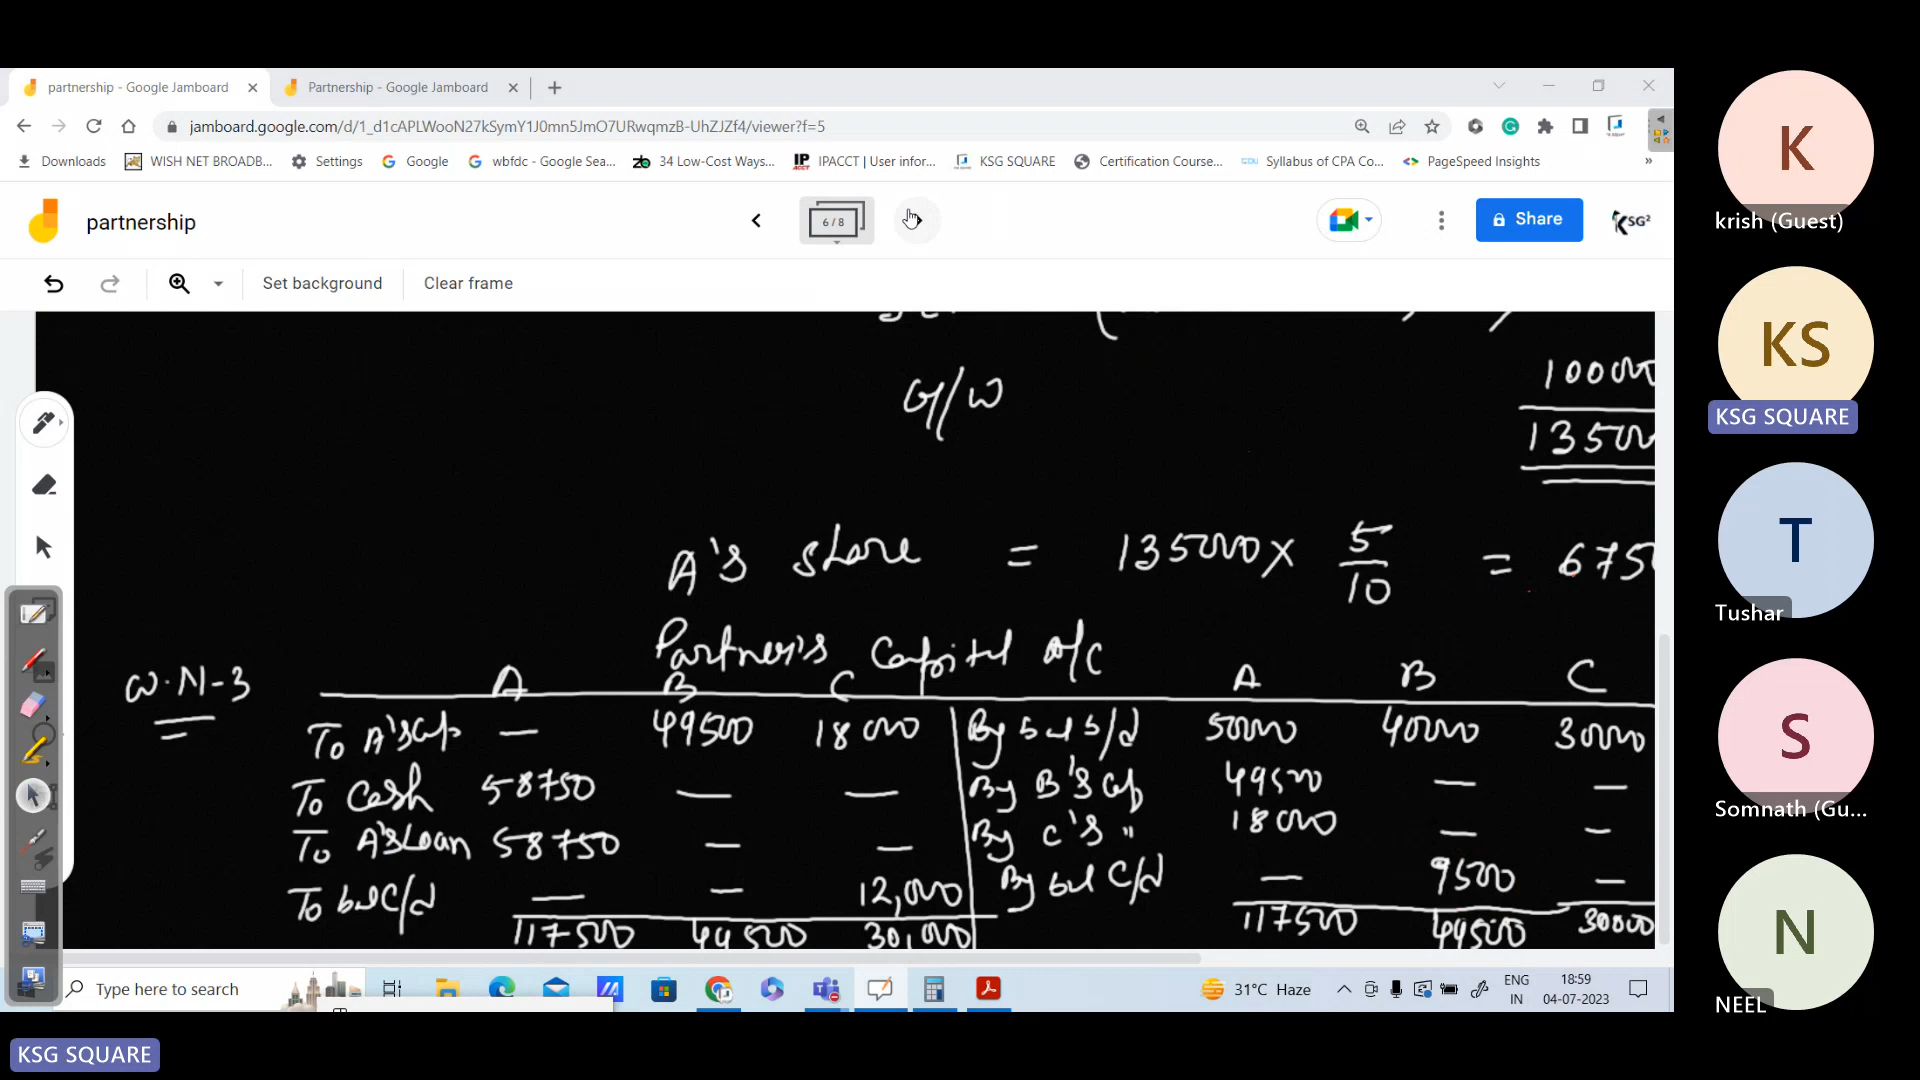 partnership - Google Jamboard
Partnership - Google Jamboard
jamboard.google.com/d/1_d1cAPLWooN27kSymY1J0mn5JmO7URwqmzB-UhZJZf4/viewer?f=5
Downloads WISH NET BROADB... Settings Google wbfdc - Google Sea... 34 Low-Cost Ways... IPACCT | User infor... KSG SQUARE Certification Course... Syllabus of CPA Co... PageSpeed Insights »
partnership
6 / 8
Share
KSG²
Set background
Clear frame
G/W
10000
135000
A's share = 135000 × 5/10 = 6750
Partner's Capital A/c
W.N-3
A B C A B C
To A's Cap — 49500 18000 By bal b/d 50000 40000 30000
To Cash 58750 — — By B's Cap 49500 — —
To A's Loan 58750 — — By C's " 18000 — —
To bal C/d — — 12,000 By bal C/d — 9500 —
117500 49500 30,000 117500 49500 30000
Type here to search
31°C Haze
ENG
IN
18:59
04-07-2023
K
krish (Guest)
KS
KSG SQUARE
T
Tushar
S
Somnath (Gu...
N
NEEL
KSG SQUARE